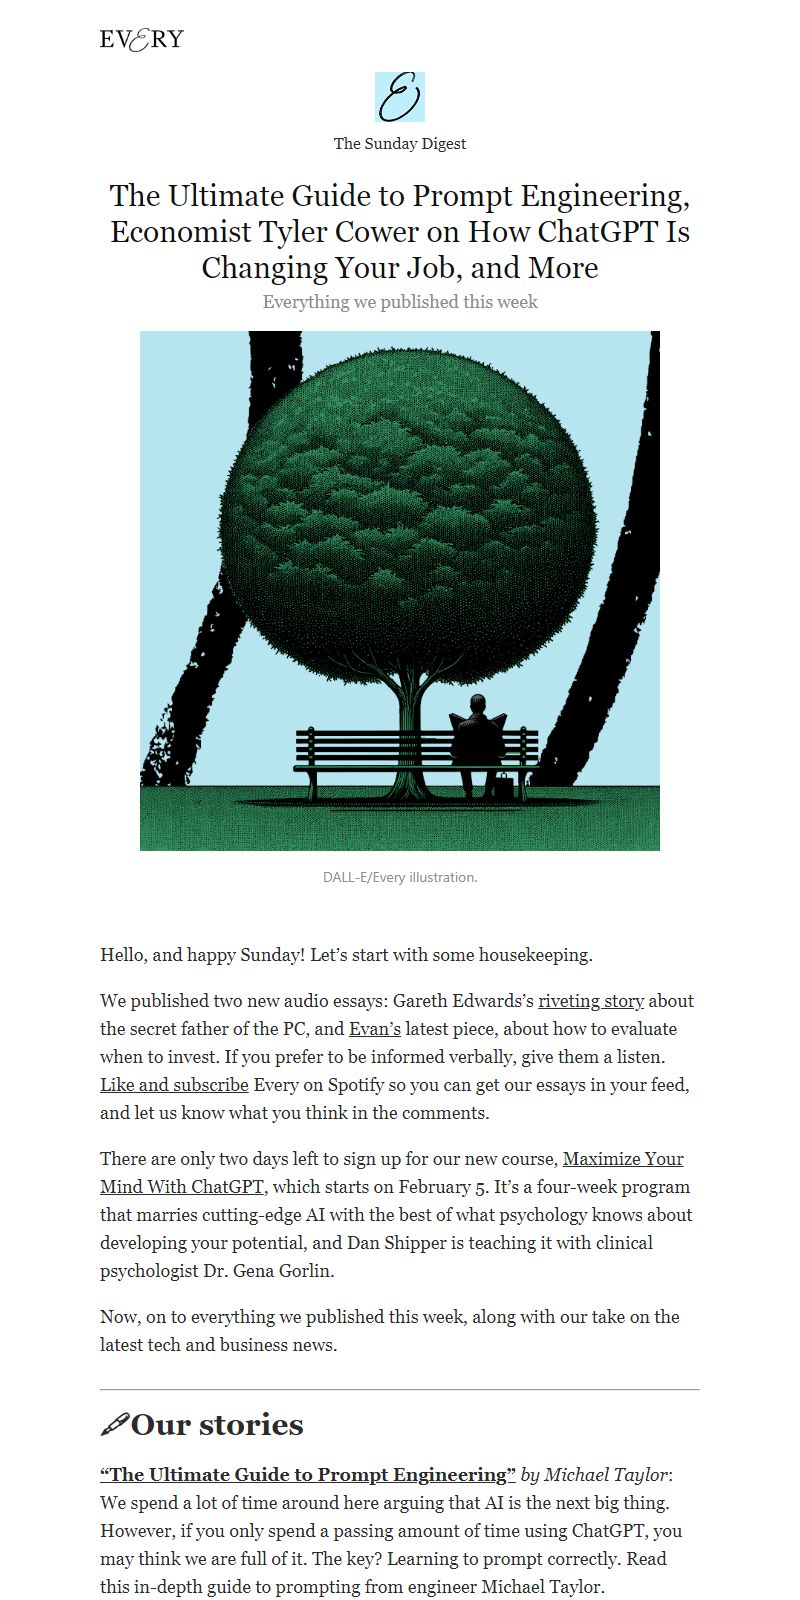 EVERY
E
The Sunday Digest
The Ultimate Guide to Prompt Engineering,
Economist Tyler Cower on How ChatGPT Is
Changing Your Job, and More
Everything we published this week
DALL-E/Every illustration.
Hello, and happy Sunday! Let’s start with some housekeeping.
We published two new audio essays: Gareth Edwards’s riveting story about
the secret father of the PC, and Evan’s latest piece, about how to evaluate
when to invest. If you prefer to be informed verbally, give them a listen.
Like and subscribe Every on Spotify so you can get our essays in your feed,
and let us know what you think in the comments.
There are only two days left to sign up for our new course, Maximize Your
Mind With ChatGPT, which starts on February 5. It’s a four-week program
that marries cutting-edge AI with the best of what psychology knows about
developing your potential, and Dan Shipper is teaching it with clinical
psychologist Dr. Gena Gorlin.
Now, on to everything we published this week, along with our take on the
latest tech and business news.
Our stories
“The Ultimate Guide to Prompt Engineering” by Michael Taylor:
We spend a lot of time around here arguing that AI is the next big thing.
However, if you only spend a passing amount of time using ChatGPT, you
may think we are full of it. The key? Learning to prompt correctly. Read
this in-depth guide to prompting from engineer Michael Taylor.